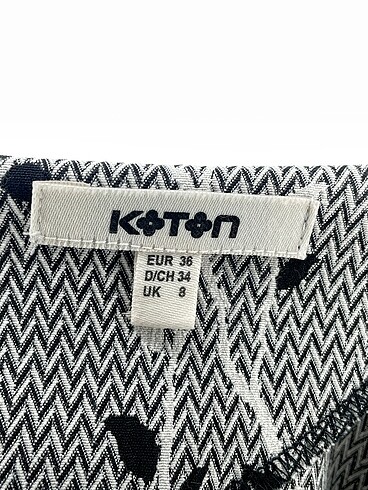 KOTON
EUR 36
D/CH 34
UK 8